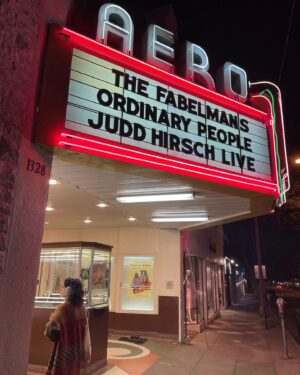 AERO
THE FABELMANS
ORDINARY PEOPLE
JUDD HIRSCH LIVE
1328